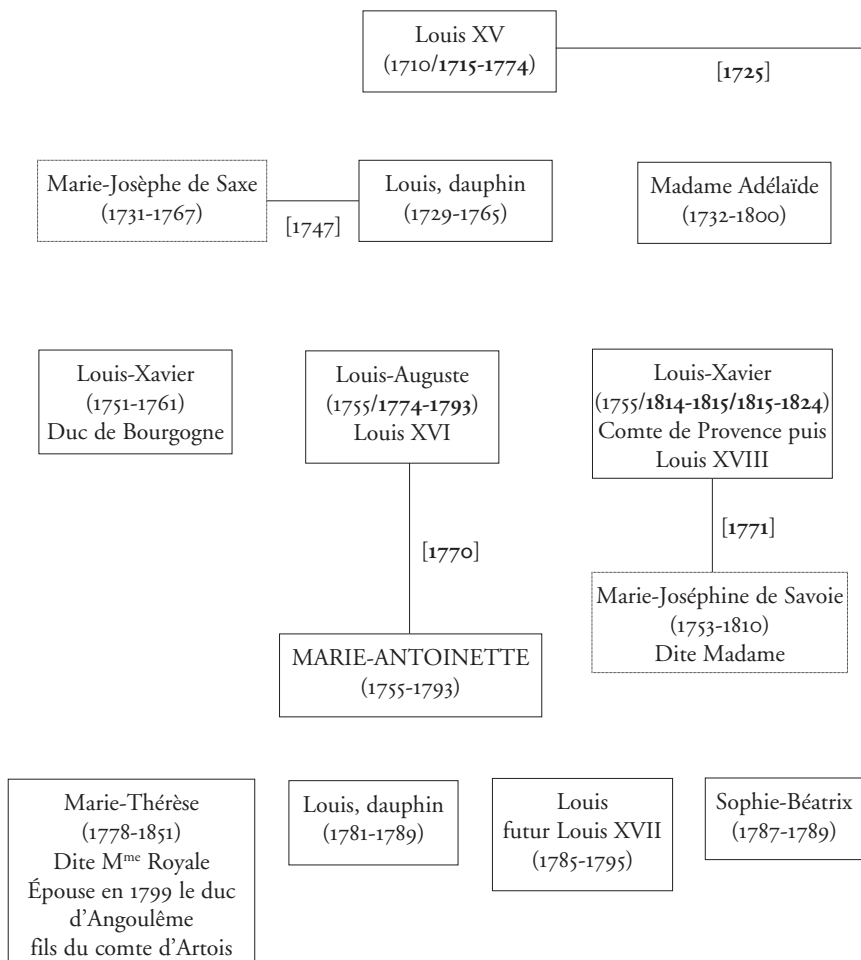 Louis XV
(1710/1715-1774)
[1725]
Marie-Josèphe de Saxe
(1731-1767)
[1747]
Louis, dauphin
(1729-1765)
Madame Adélaïde
(1732-1800)
Louis-Xavier
(1751-1761)
Duc de Bourgogne
Louis-Auguste
(1755/1774-1793)
Louis XVI
Louis-Xavier
(1755/1814-1815/1815-1824)
Comte de Provence puis
Louis XVIII
[1770]
[1771]
MARIE-ANTOINETTE
(1755-1793)
Marie-Joséphine de Savoie
(1753-1810)
Dite Madame
Marie-Thérèse
(1778-1851)
Dite Mme Royale
Épouse en 1799 le duc
d'Angoulême
fils du comte d'Artois
Louis, dauphin
(1781-1789)
Louis
futur Louis XVII
(1785-1795)
Sophie-Béatrix
(1787-1789)